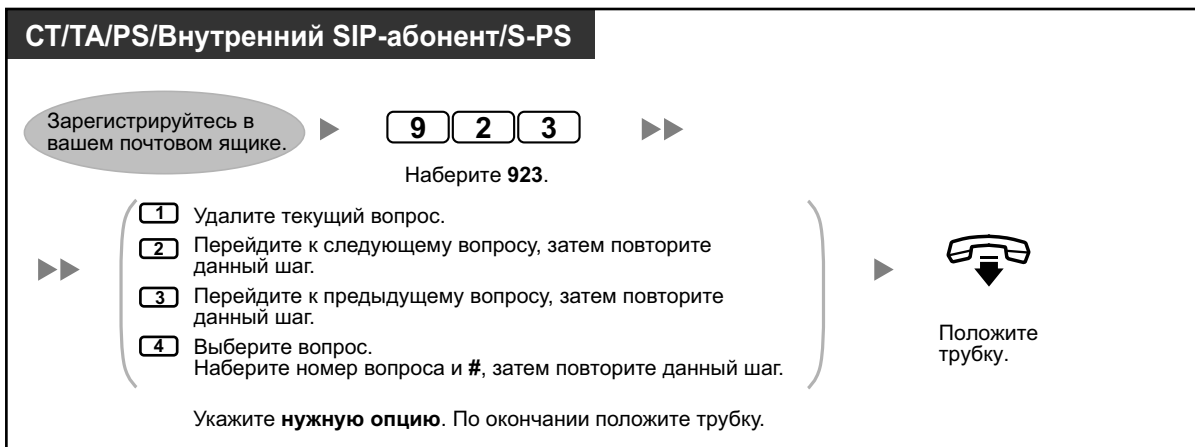 CT/TA/PS/Внутренний SIP-абонент/S-PS
Зарегистрируйтесь в
вашем почтовом ящике.
9 2 3
Наберите 923.
1 Удалите текущий вопрос.
2 Перейдите к следующему вопросу, затем повторите
данный шаг.
3 Перейдите к предыдущему вопросу, затем повторите
данный шаг.
4 Выберите вопрос.
Наберите номер вопроса и #, затем повторите данный шаг.
Укажите нужную опцию. По окончании положите трубку.
Положите
трубку.